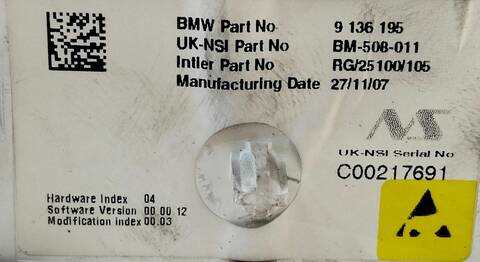 BMW Part No 9 136 195
UK-NSI Part No BM-508-011
Intler Part No RG/25100/105
Manufacturing Date 27/11/07
NS
UK-NSI Serial No
C00217691
Hardware Index 04
Software Version 00.00.12
Modification Index 00.03